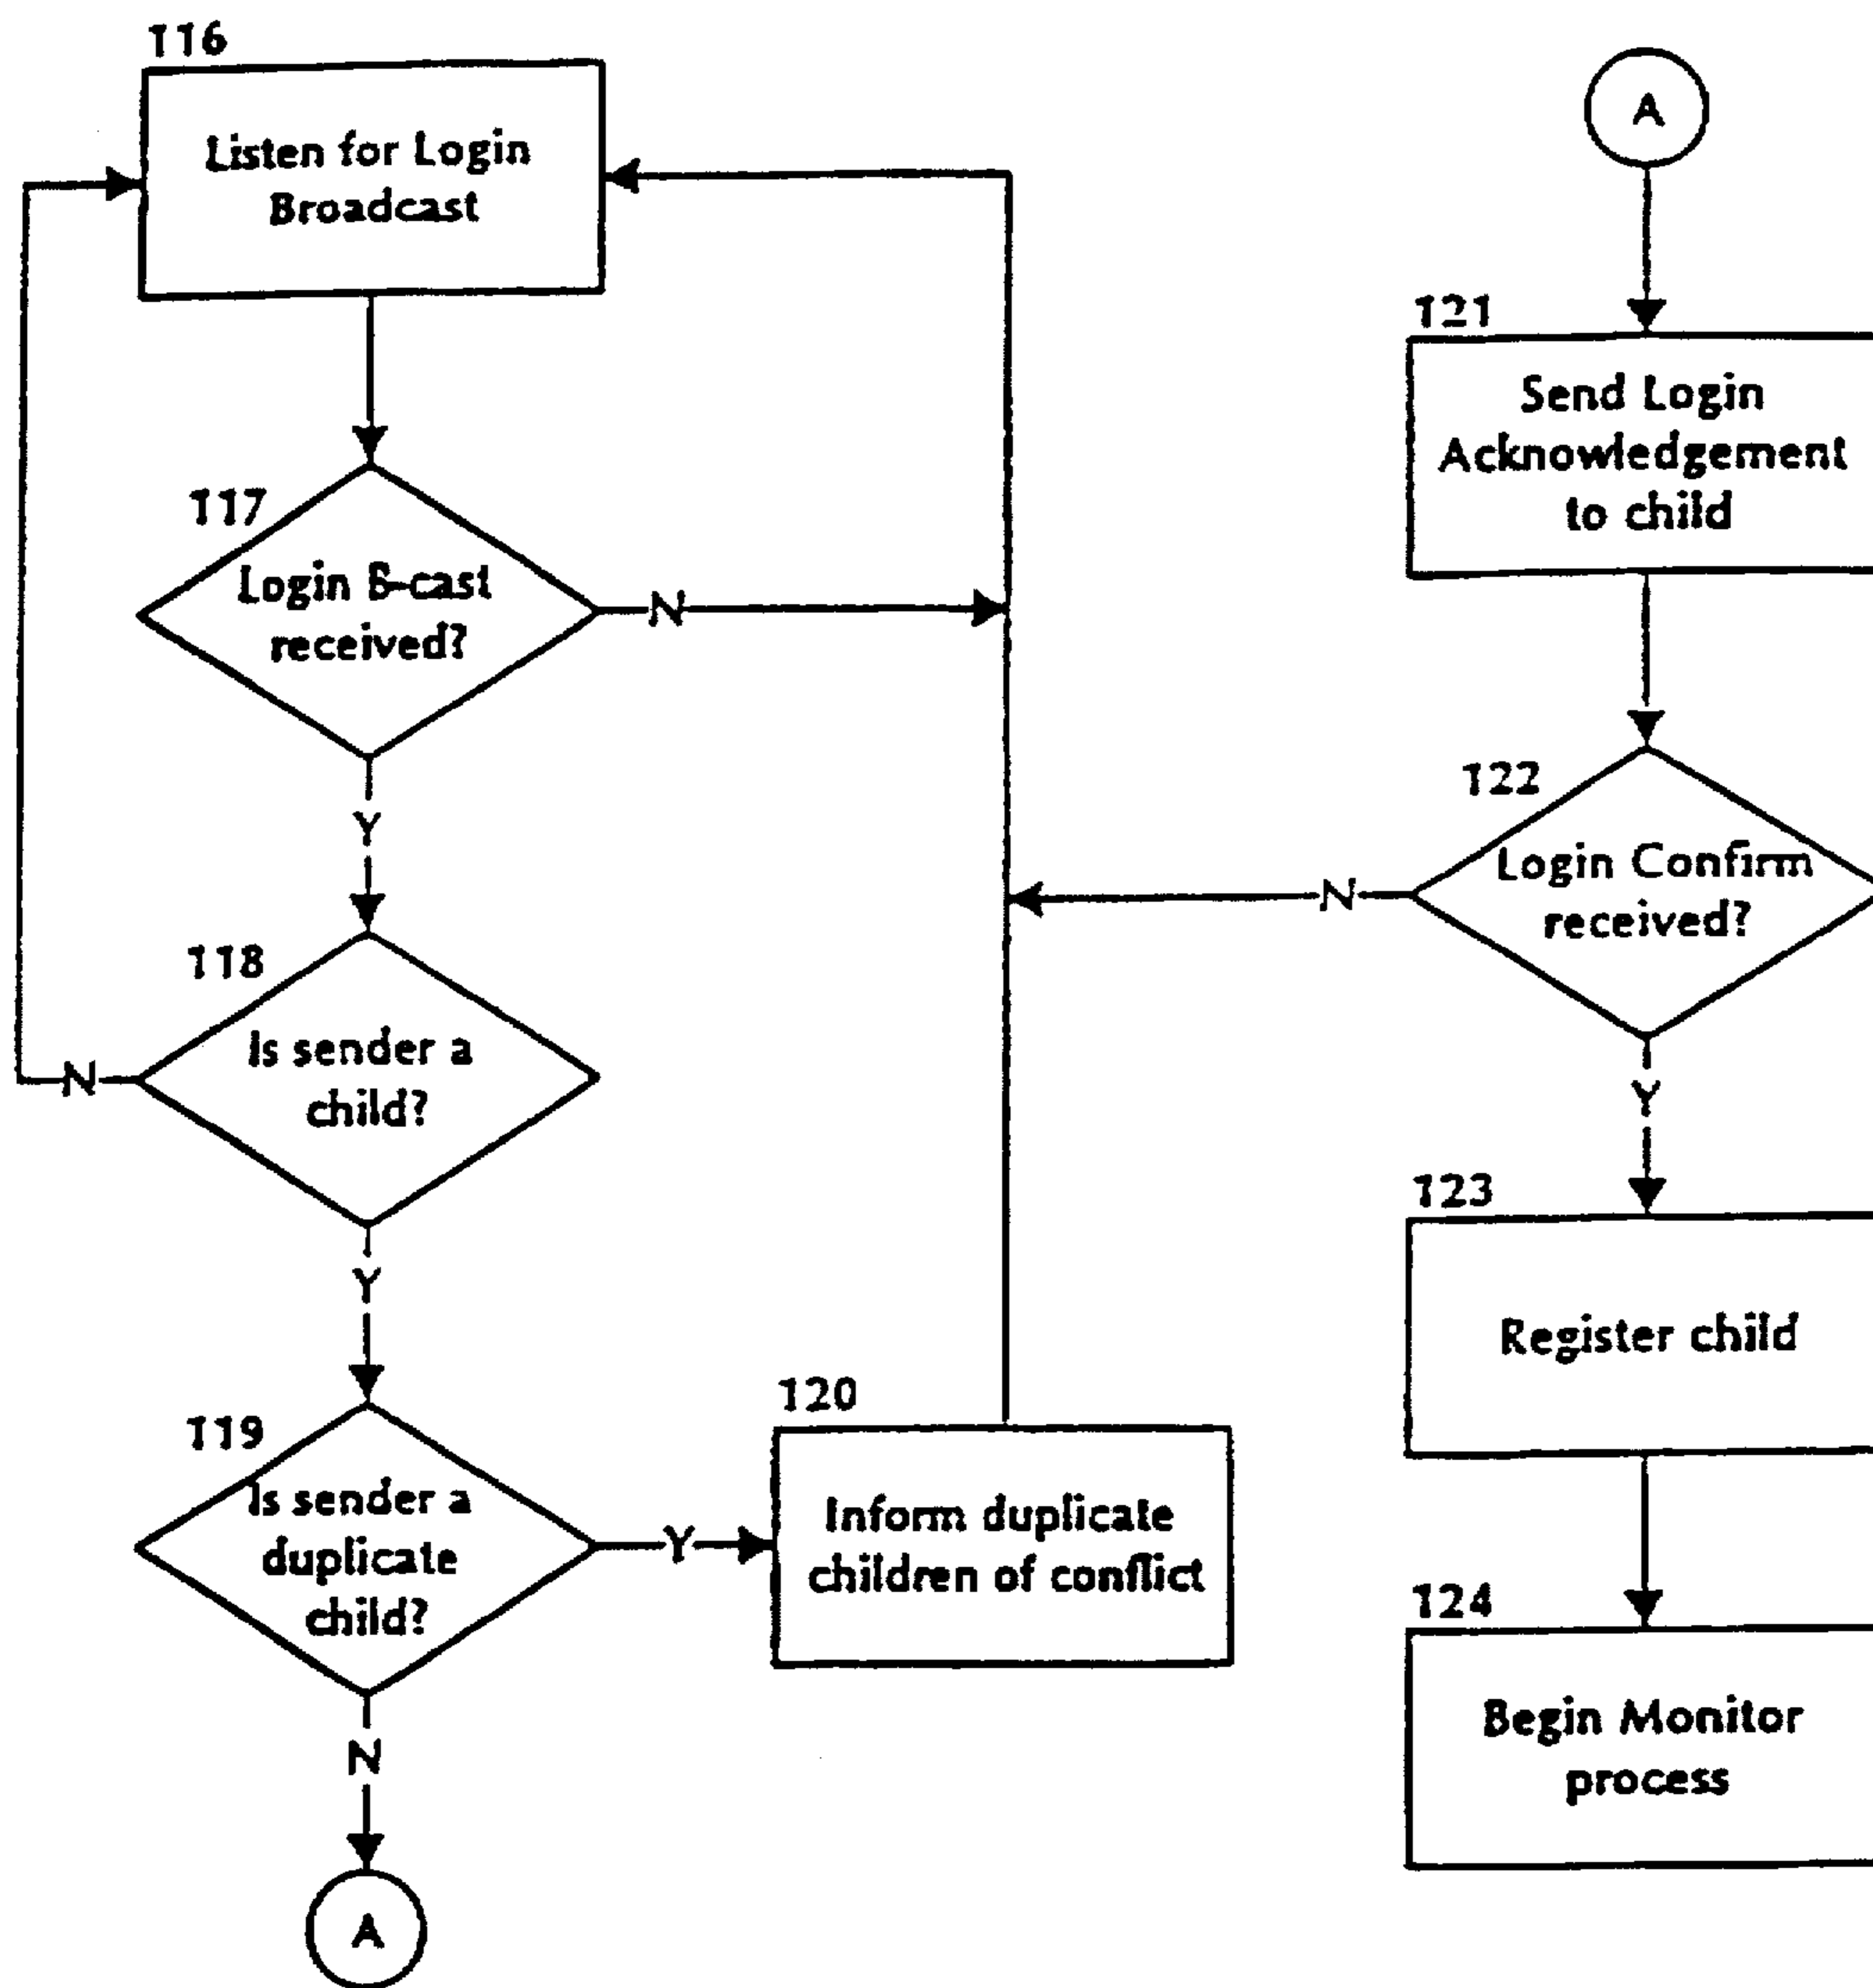 116
Listen for Login
Broadcast
117
Login B-cast
received?
N
Y
118
Is sender a
child?
N
Y
119
Is sender a
duplicate
child?
Y
N
A
120
Inform duplicate
children of conflict
A
121
Send Login
Acknowledgement
to child
122
Login Confirm
received?
N
Y
123
Register child
124
Begin Monitor
process